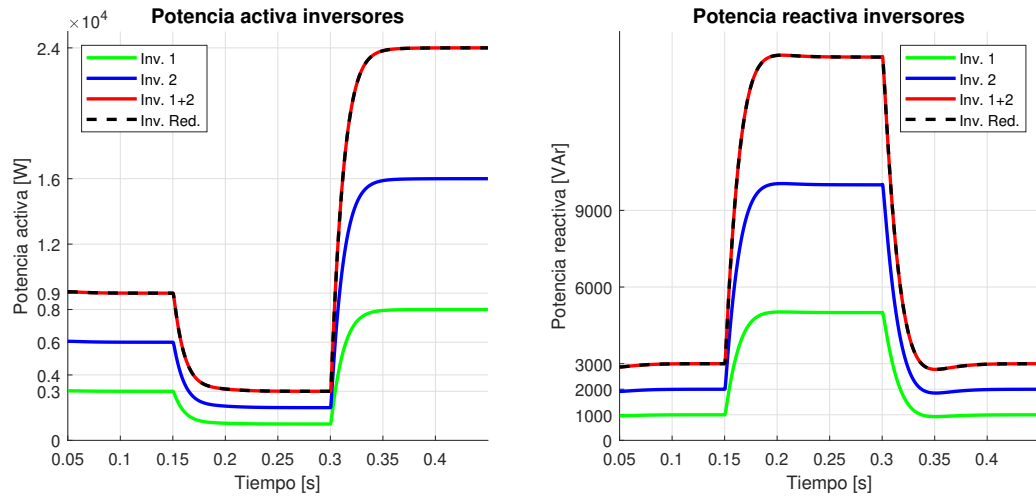 Potencia activa inversores
×10⁴
2.4
1.6
1.2
0.9
0.8
0.6
0.3
0
Potencia activa [W]
Inv. 1
Inv. 2
Inv. 1+2
Inv. Red.
0.05 0.1 0.15 0.2 0.25 0.3 0.35 0.4
Tiempo [s]
Potencia reactiva inversores
9000
6000
3000
2000
1000
0
Potencia reactiva [VAr]
Inv. 1
Inv. 2
Inv. 1+2
Inv. Red.
0.05 0.1 0.15 0.2 0.25 0.3 0.35 0.4
Tiempo [s]